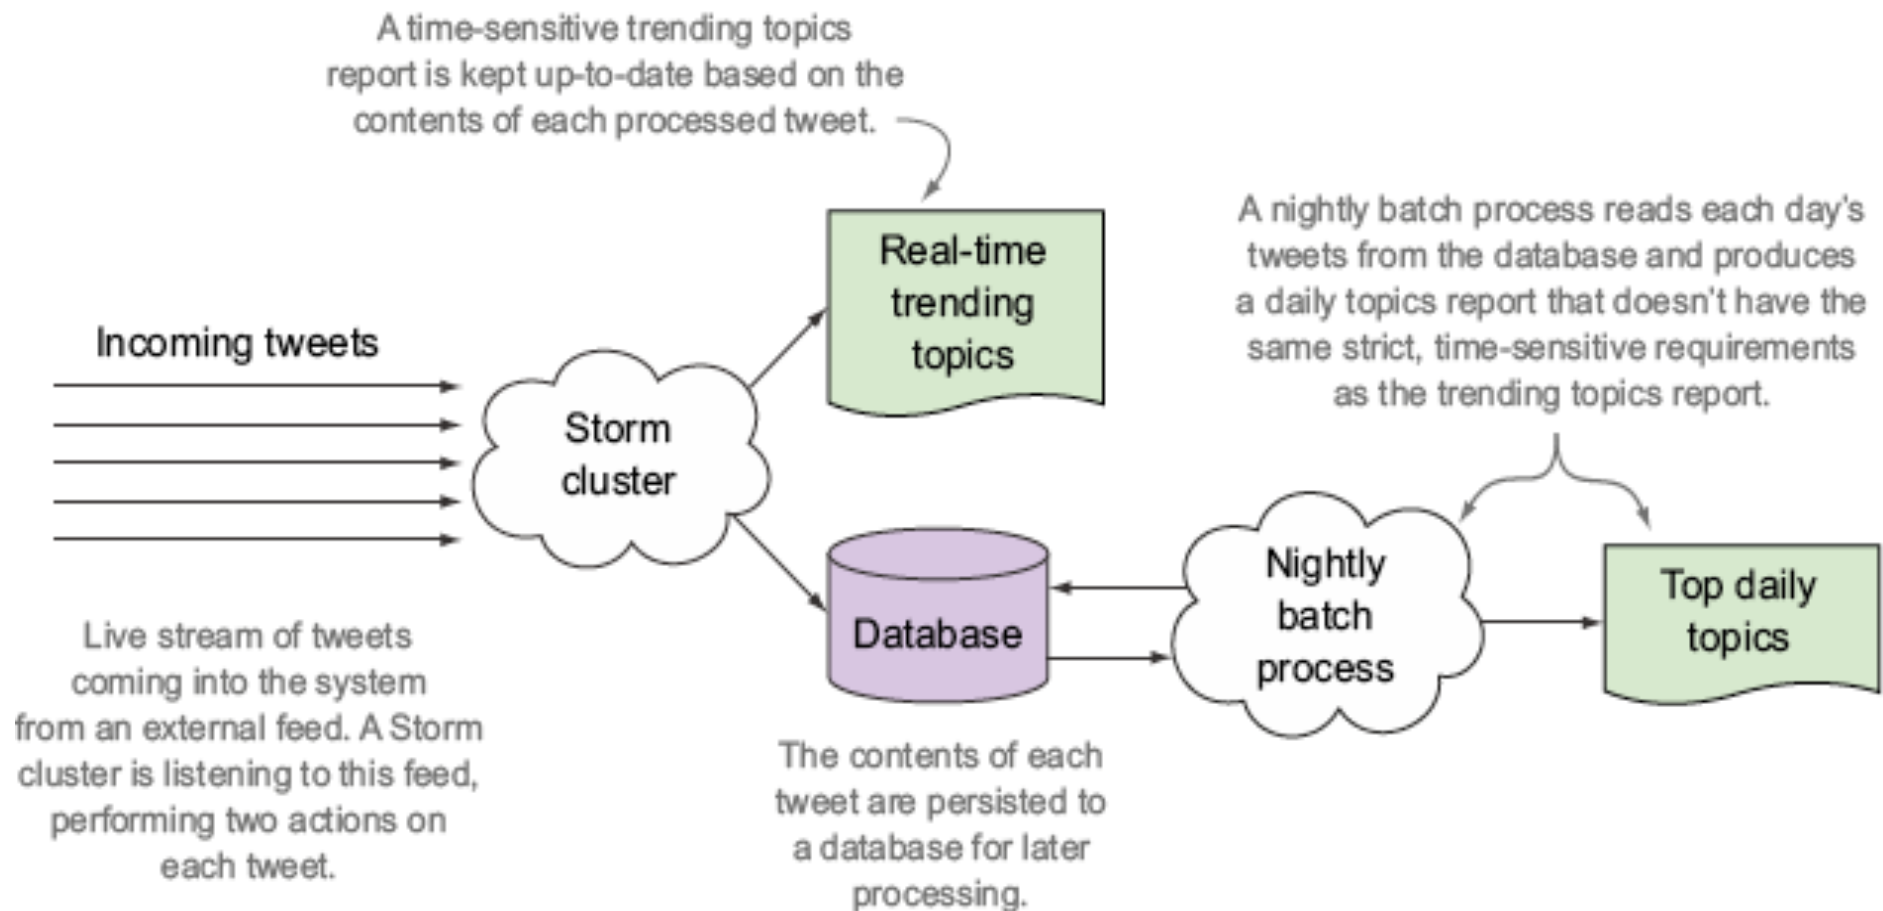 A time-sensitive trending topics
report is kept up-to-date based on the
contents of each processed tweet.
Real-time
trending
topics
A nightly batch process reads each day's
tweets from the database and produces
a daily topics report that doesn't have the
same strict, time-sensitive requirements
as the trending topics report.
Incoming tweets
Storm
cluster
Database
Nightly
batch
process
Top daily
topics
Live stream of tweets
coming into the system
from an external feed. A Storm
cluster is listening to this feed,
performing two actions on
each tweet.
The contents of each
tweet are persisted to
a database for later
processing.